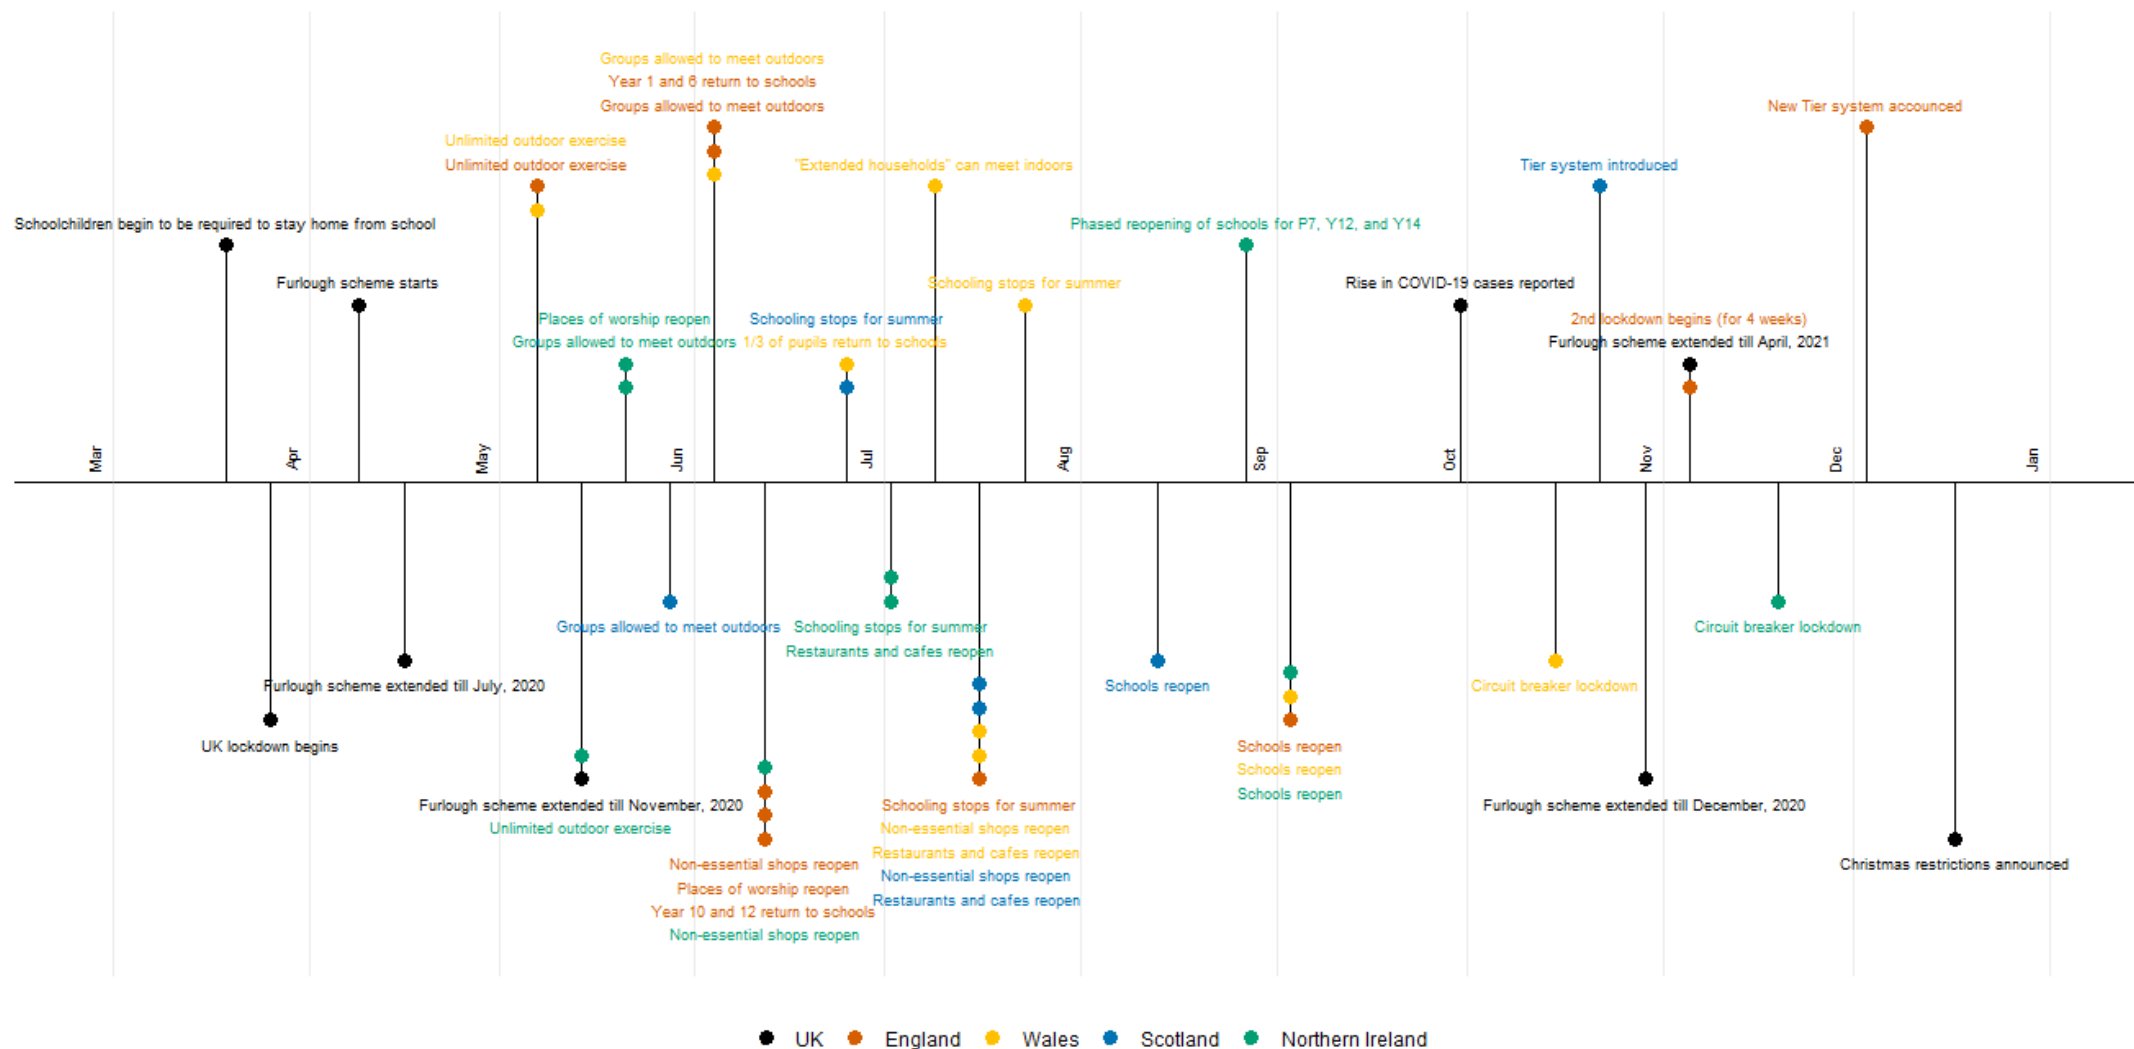 Groups allowed to meet outdoors
Year 1 and 6 return to schools
Groups allowed to meet outdoors
New Tier system accounced
Unlimited outdoor exercise
Unlimited outdoor exercise
"Extended households" can meet indoors
Tier system introduced
Schoolchildren begin to be required to stay home from school
Phased reopening of schools for P7, Y12, and Y14
Furlough scheme starts
Schooling stops for summer
Rise in COVID-19 cases reported
Places of worship reopen
Schooling stops for summer
2nd lockdown begins (for 4 weeks)
Groups allowed to meet outdoors
1/3 of pupils return to schools
Furlough scheme extended till April, 2021
Mar
Apr
May
Jun
Jul
Aug
Sep
Oct
Nov
Dec
Jan
Groups allowed to meet outdoors
Schooling stops for summer
Circuit breaker lockdown
Restaurants and cafes reopen
Furlough scheme extended till July, 2020
Schools reopen
Circuit breaker lockdown
UK lockdown begins
Schools reopen
Schools reopen
Schools reopen
Furlough scheme extended till November, 2020
Unlimited outdoor exercise
Schooling stops for summer
Non-essential shops reopen
Restaurants and cafes reopen
Non-essential shops reopen
Restaurants and cafes reopen
Furlough scheme extended till December, 2020
Non-essential shops reopen
Places of worship reopen
Year 10 and 12 return to schools
Non-essential shops reopen
Christmas restrictions announced
UK
England
Wales
Scotland
Northern Ireland